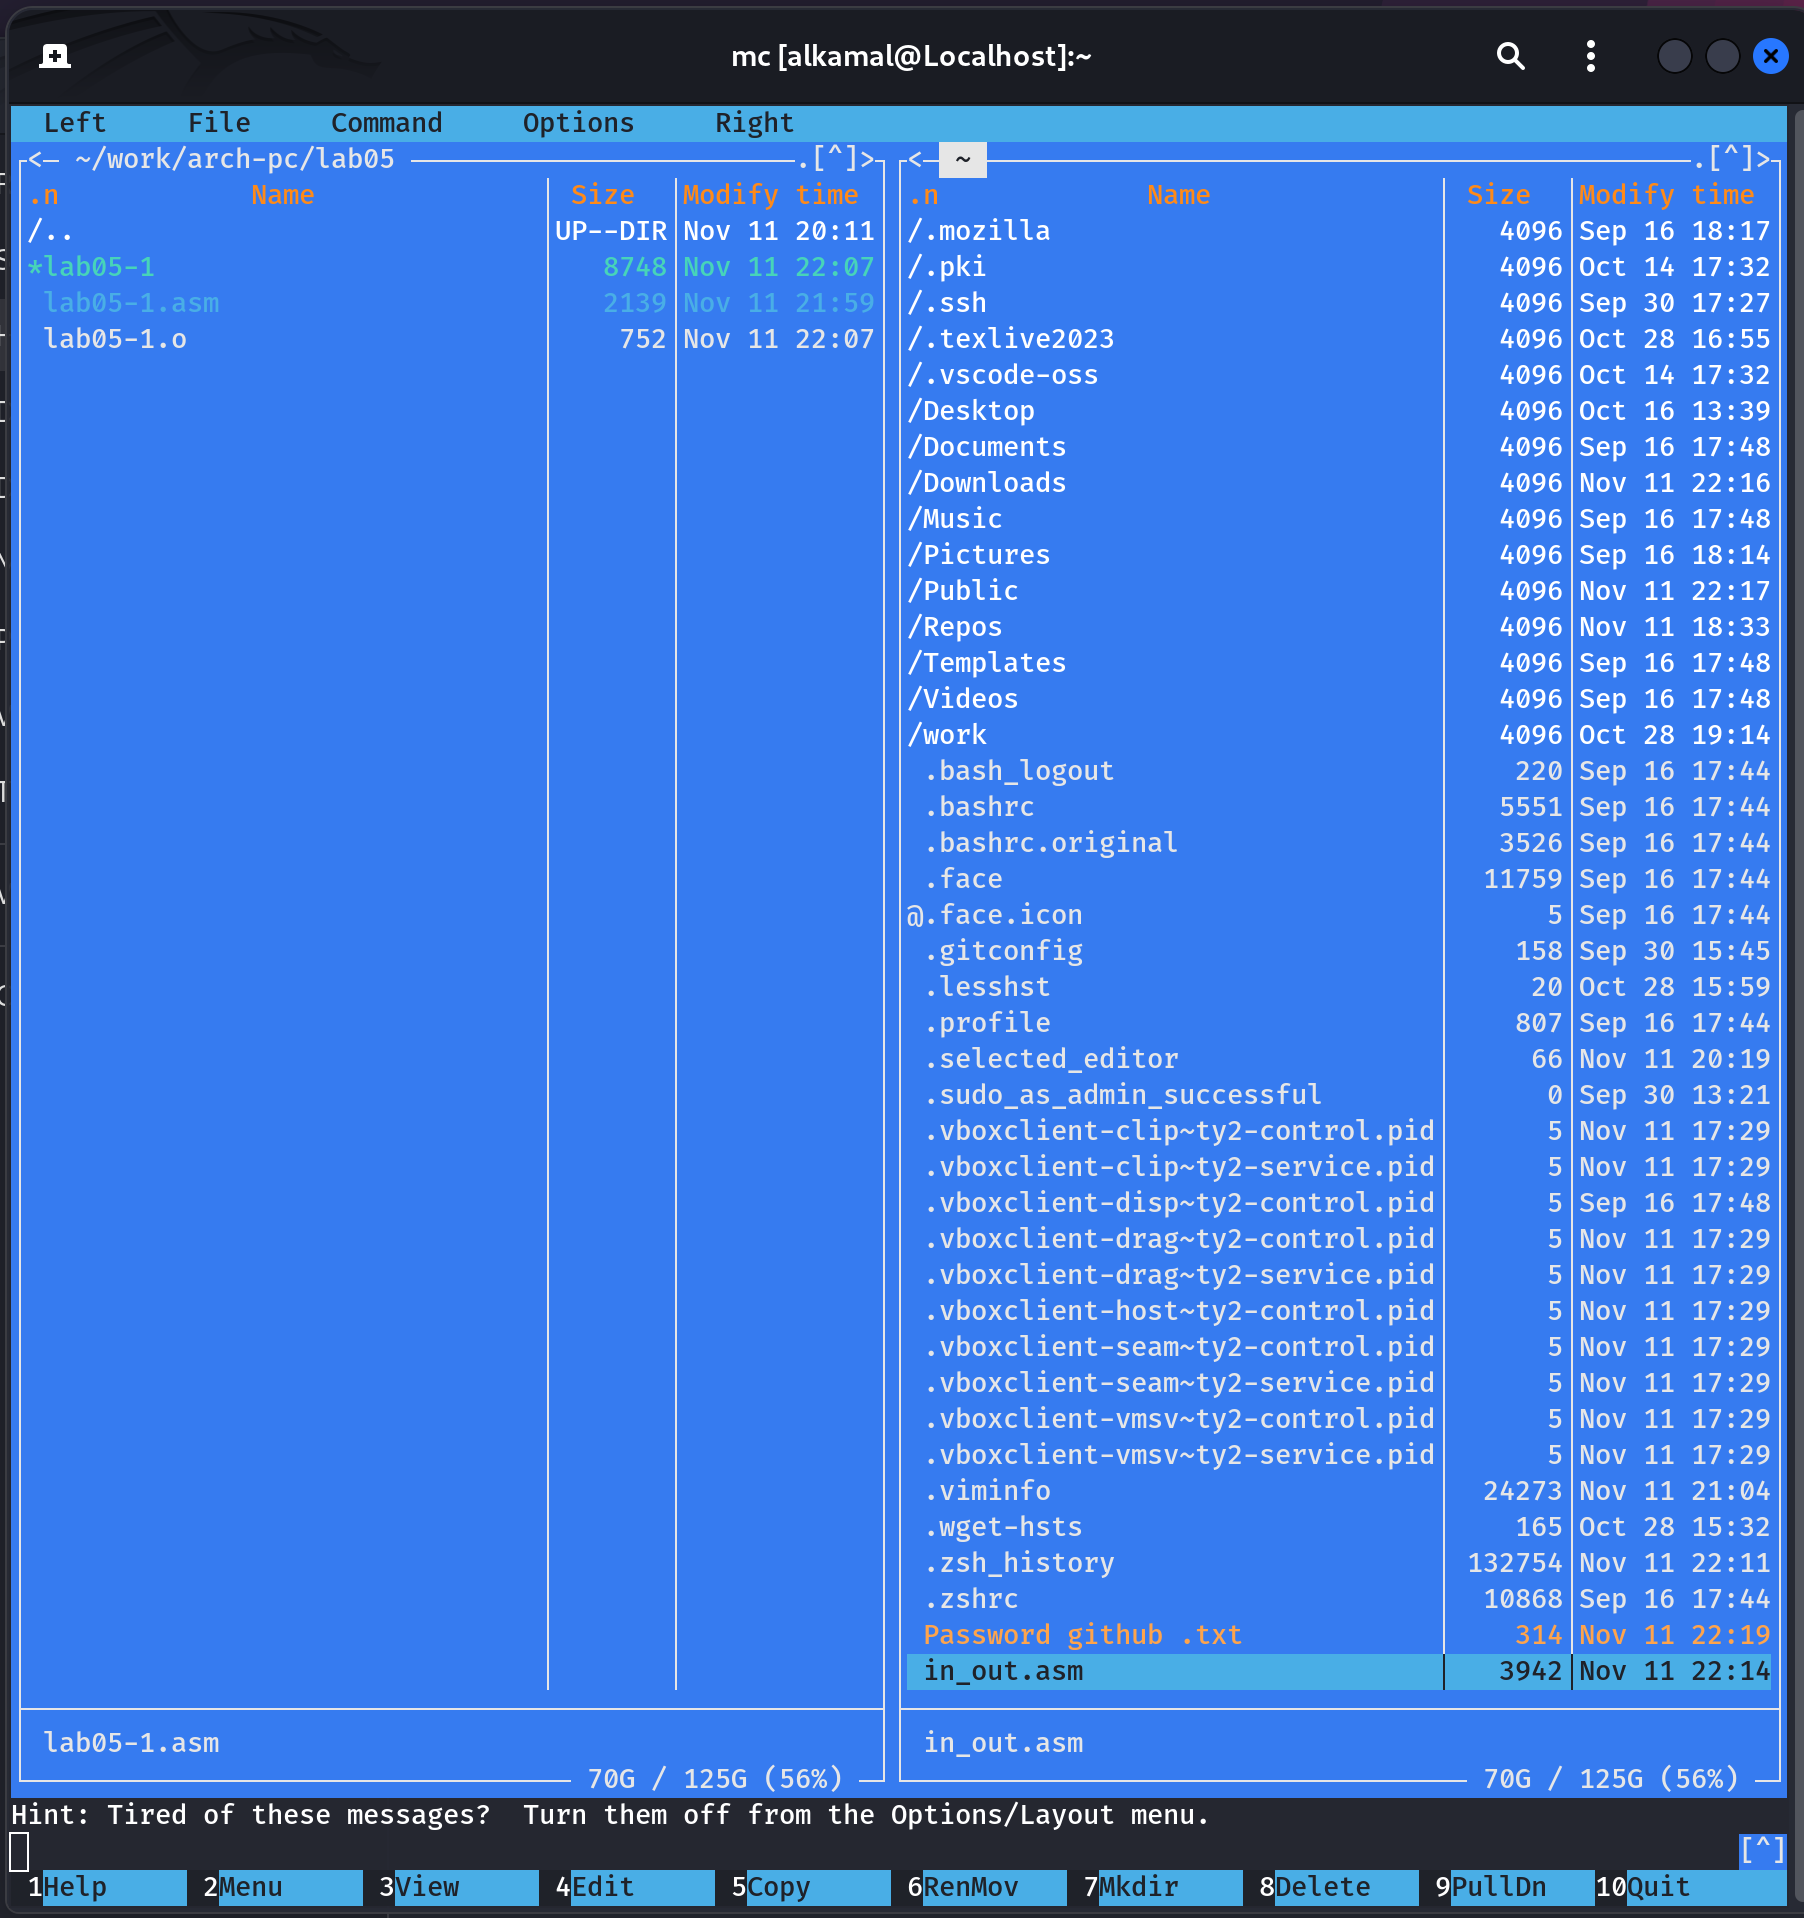 mc [alkamal@Localhost]:~
Left File Command Options Right
<— ~/work/arch-pc/lab05 .[^]>
.n Name Size Modify time
/.. UP--DIR Nov 11 20:11
*lab05-1 8748 Nov 11 22:07
lab05-1.asm 2139 Nov 11 21:59
lab05-1.o 752 Nov 11 22:07
lab05-1.asm
70G / 125G (56%)
<— ~ .[^]>
.n Name Size Modify time
/.mozilla 4096 Sep 16 18:17
/.pki 4096 Oct 14 17:32
/.ssh 4096 Sep 30 17:27
/.texlive2023 4096 Oct 28 16:55
/.vscode-oss 4096 Oct 14 17:32
/Desktop 4096 Oct 16 13:39
/Documents 4096 Sep 16 17:48
/Downloads 4096 Nov 11 22:16
/Music 4096 Sep 16 17:48
/Pictures 4096 Sep 16 18:14
/Public 4096 Nov 11 22:17
/Repos 4096 Nov 11 18:33
/Templates 4096 Sep 16 17:48
/Videos 4096 Sep 16 17:48
/work 4096 Oct 28 19:14
.bash_logout 220 Sep 16 17:44
.bashrc 5551 Sep 16 17:44
.bashrc.original 3526 Sep 16 17:44
.face 11759 Sep 16 17:44
@.face.icon 5 Sep 16 17:44
.gitconfig 158 Sep 30 15:45
.lesshst 20 Oct 28 15:59
.profile 807 Sep 16 17:44
.selected_editor 66 Nov 11 20:19
.sudo_as_admin_successful 0 Sep 30 13:21
.vboxclient-clip~ty2-control.pid 5 Nov 11 17:29
.vboxclient-clip~ty2-service.pid 5 Nov 11 17:29
.vboxclient-disp~ty2-control.pid 5 Sep 16 17:48
.vboxclient-drag~ty2-control.pid 5 Nov 11 17:29
.vboxclient-drag~ty2-service.pid 5 Nov 11 17:29
.vboxclient-host~ty2-control.pid 5 Nov 11 17:29
.vboxclient-seam~ty2-control.pid 5 Nov 11 17:29
.vboxclient-seam~ty2-service.pid 5 Nov 11 17:29
.vboxclient-vmsv~ty2-control.pid 5 Nov 11 17:29
.vboxclient-vmsv~ty2-service.pid 5 Nov 11 17:29
.viminfo 24273 Nov 11 21:04
.wget-hsts 165 Oct 28 15:32
.zsh_history 132754 Nov 11 22:11
.zshrc 10868 Sep 16 17:44
Password github .txt 314 Nov 11 22:19
in_out.asm 3942 Nov 11 22:14
in_out.asm
70G / 125G (56%)
Hint: Tired of these messages?  Turn them off from the Options/Layout menu.
[^]
1Help 2Menu 3View 4Edit 5Copy 6RenMov 7Mkdir 8Delete 9PullDn 10Quit